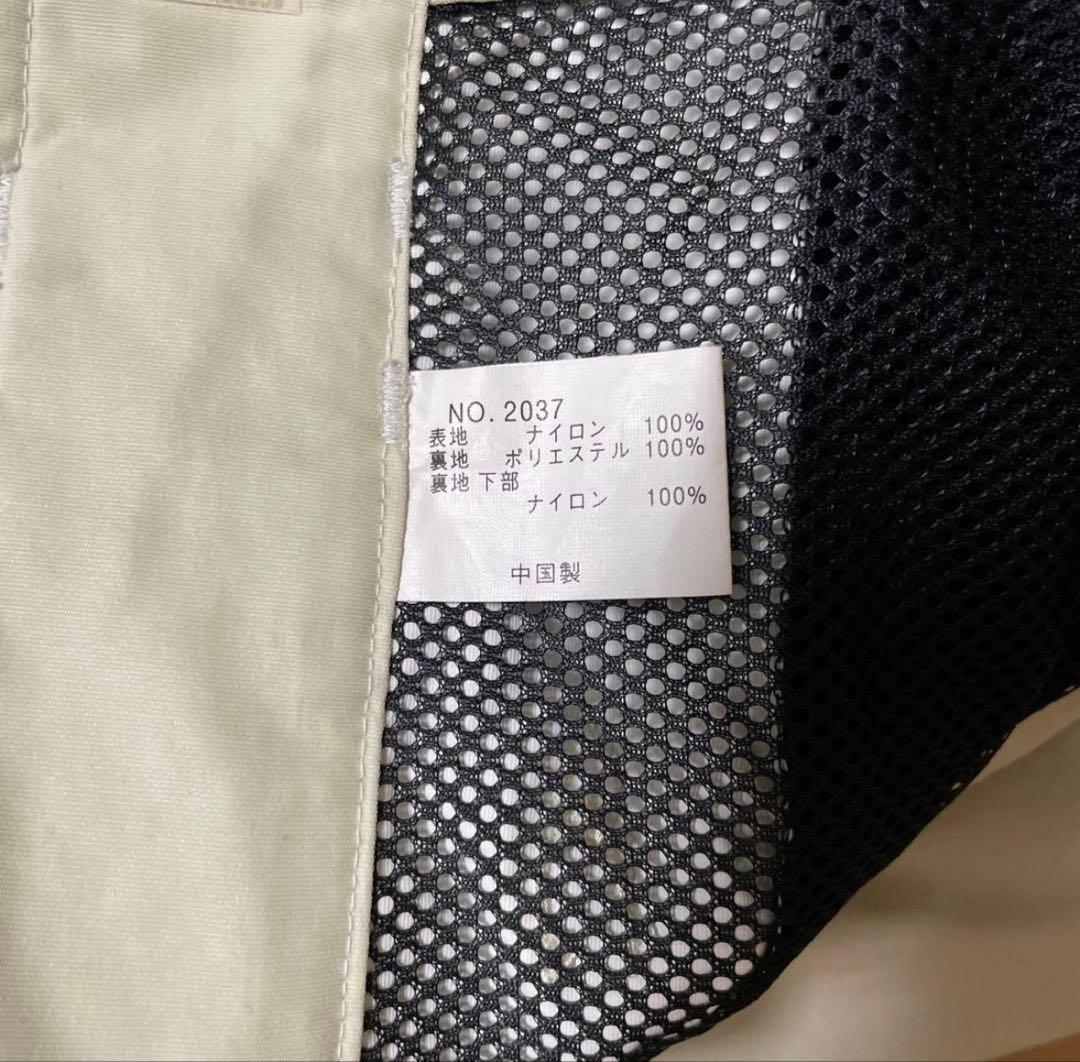 NO. 2037
表地 ナイロン 100%
裏地 ポリエステル 100%
裏地 下部
ナイロン 100%
中国製